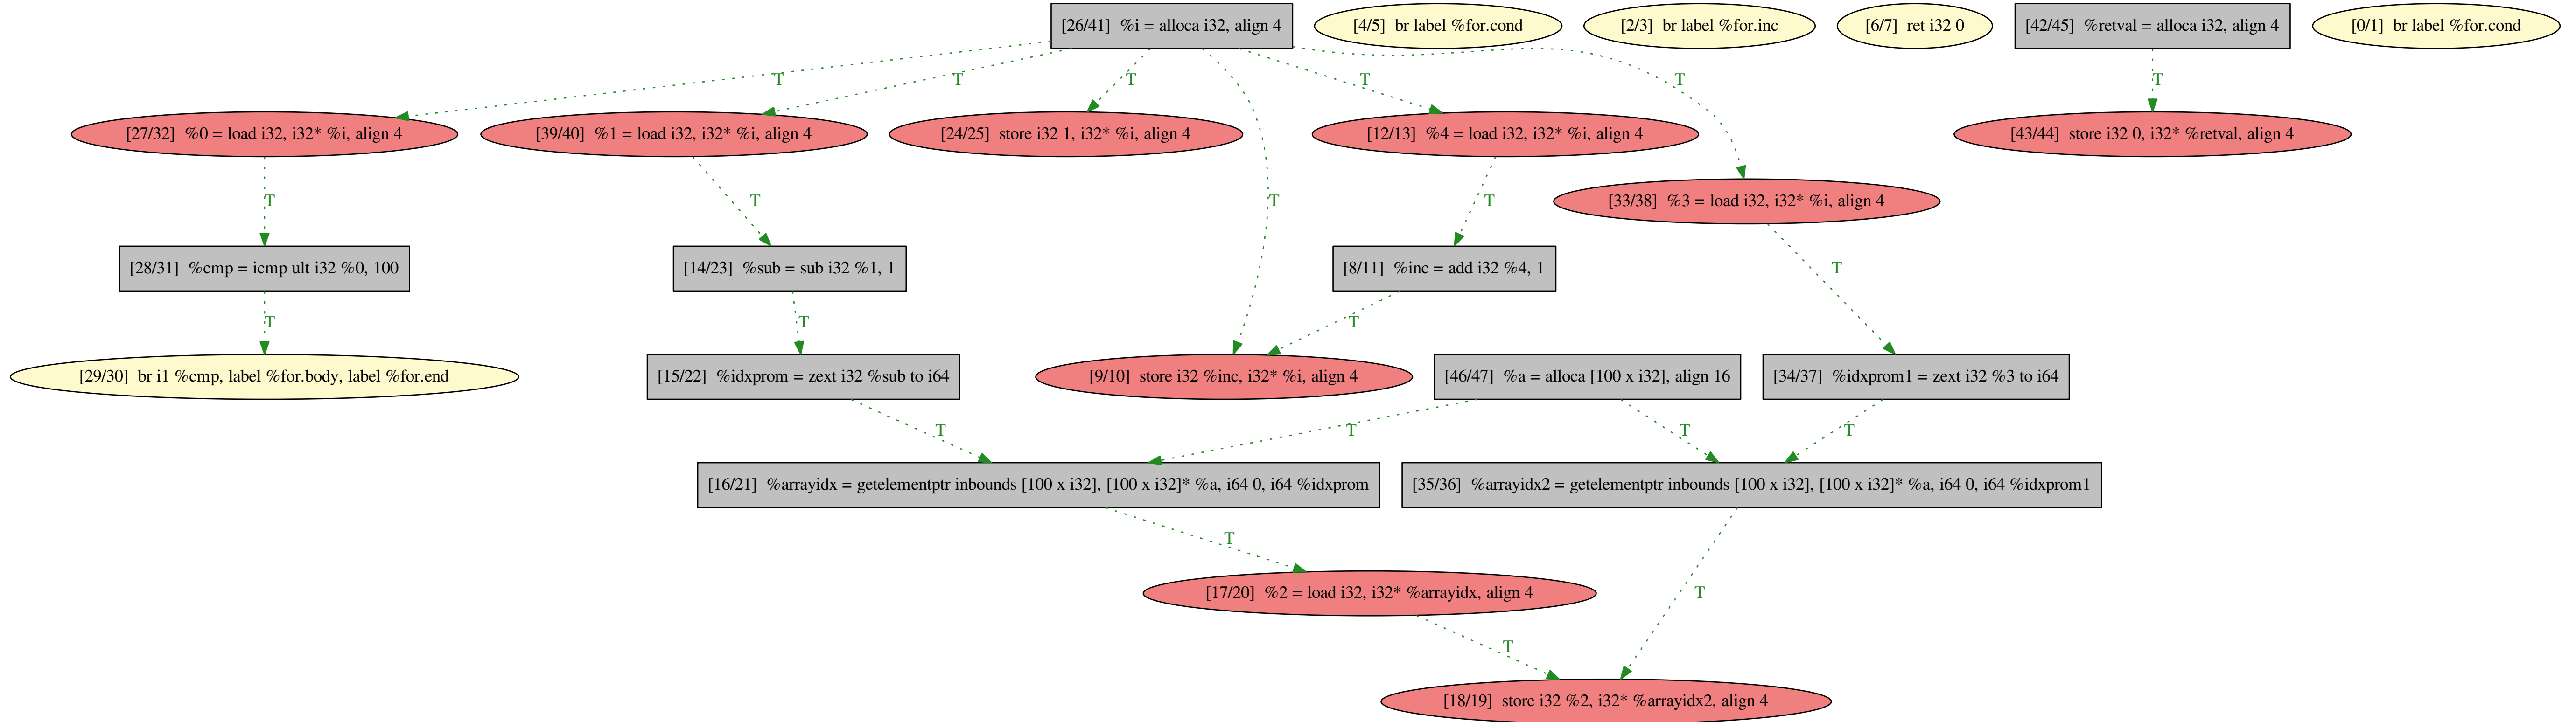 [26/41] %i = alloca i32, align 4
[4/5] br label %for.cond
[2/3] br label %for.inc
[6/7] ret i32 0
[42/45] %retval = alloca i32, align 4
[0/1] br label %for.cond
T
T
T
T
T
T
[27/32] %0 = load i32, i32* %i, align 4
[39/40] %1 = load i32, i32* %i, align 4
[24/25] store i32 1, i32* %i, align 4
[12/13] %4 = load i32, i32* %i, align 4
[43/44] store i32 0, i32* %retval, align 4
T
T
T
T
[33/38] %3 = load i32, i32* %i, align 4
[28/31] %cmp = icmp ult i32 %0, 100
[14/23] %sub = sub i32 %1, 1
[8/11] %inc = add i32 %4, 1
T
T
T
T
[29/30] br i1 %cmp, label %for.body, label %for.end
[15/22] %idxprom = zext i32 %sub to i64
[9/10] store i32 %inc, i32* %i, align 4
[46/47] %a = alloca [100 x i32], align 16
[34/37] %idxprom1 = zext i32 %3 to i64
T
T
T
T
[16/21] %arrayidx = getelementptr inbounds [100 x i32], [100 x i32]* %a, i64 0, i64 %idxprom
[35/36] %arrayidx2 = getelementptr inbounds [100 x i32], [100 x i32]* %a, i64 0, i64 %idxprom1
T
[17/20] %2 = load i32, i32* %arrayidx, align 4
T
T
[18/19] store i32 %2, i32* %arrayidx2, align 4